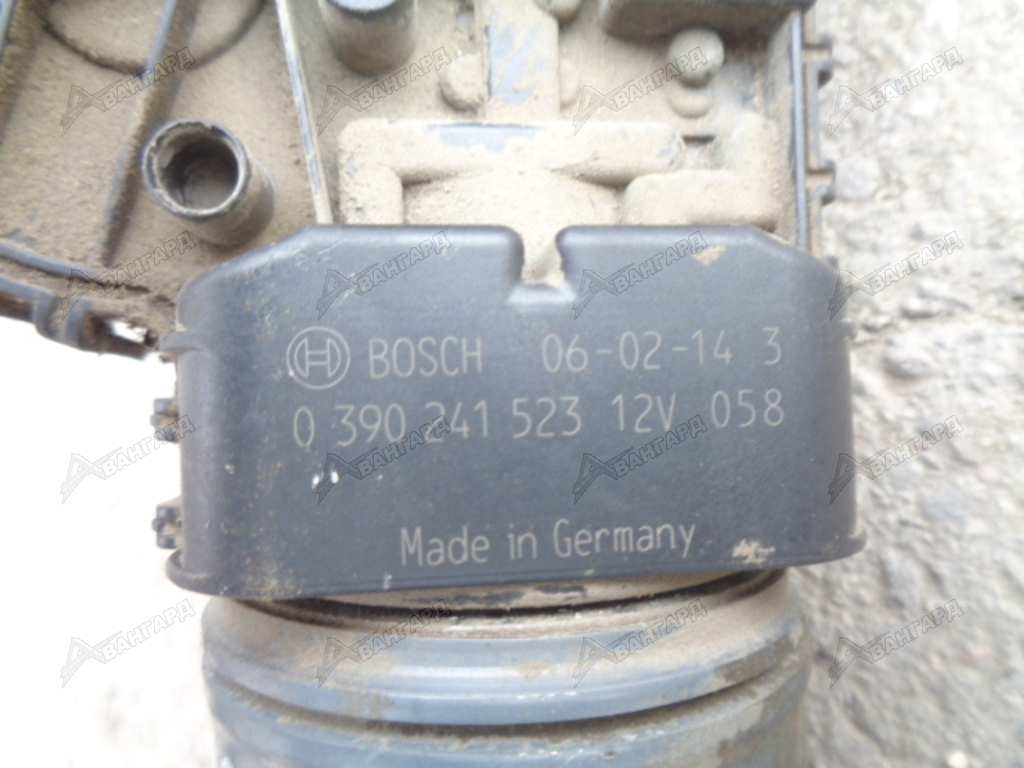 BOSCH 06-02-14 3
0 390 241 523 12V 058
Made in Germany
АВАНГАРД